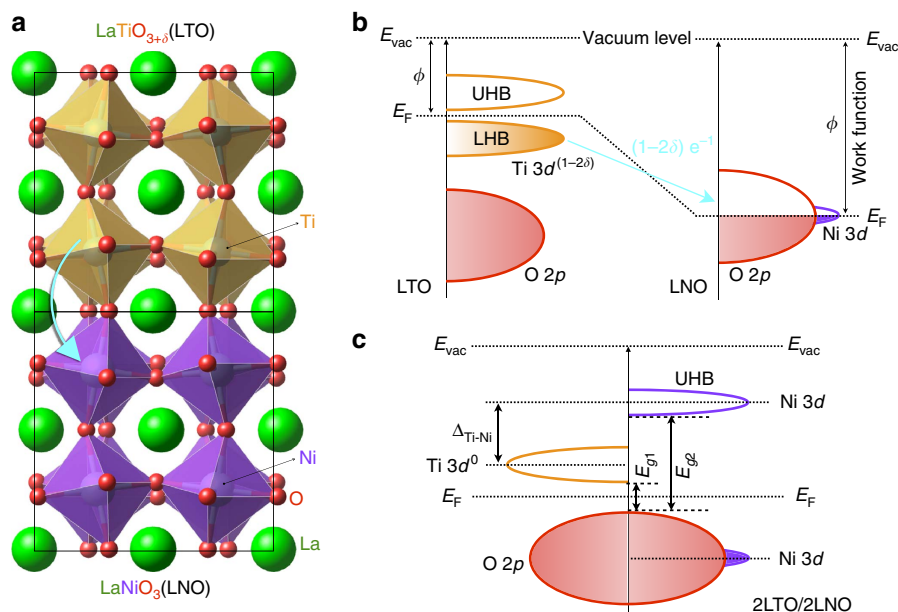 a
LaTiO3+δ(LTO)
Ti
Ni
O
La
LaNiO3(LNO)
b
Evac
Vacuum level
Evac
ϕ
UHB
EF
LHB
Ti 3d(1–2δ)
(1–2δ) e−1
ϕ
Work function
EF
Ni 3d
O 2p
O 2p
LTO
LNO
c
Evac
Evac
UHB
Ni 3d
ΔTi-Ni
Ti 3d0
Eg1
Eg2
EF
EF
O 2p
Ni 3d
2LTO/2LNO